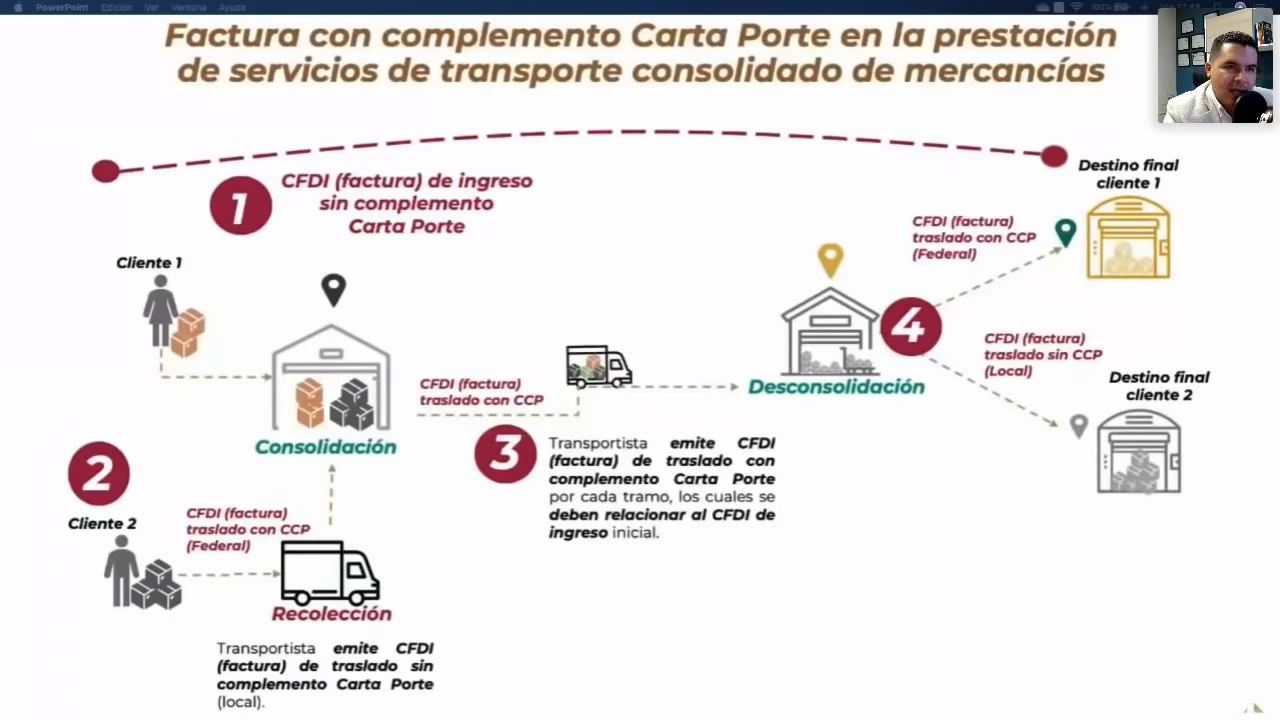 PowerPoint Edición Ver Ventana Ayuda
100%
Factura con complemento Carta Porte en la prestación
de servicios de transporte consolidado de mercancías
1
CFDI (factura) de ingreso
sin complemento
Carta Porte
Destino final
cliente 1
CFDI (factura)
traslado con CCP
(Federal)
Cliente 1
4
CFDI (factura)
traslado sin CCP
(Local)
Destino final
cliente 2
Desconsolidación
CFDI (factura)
traslado con CCP
Consolidación
3
Transportista emite CFDI
(factura) de traslado con
complemento Carta Porte
por cada tramo, los cuales se
deben relacionar al CFDI de
ingreso inicial.
2
Cliente 2
CFDI (factura)
traslado con CCP
(Federal)
Recolección
Transportista emite CFDI
(factura) de traslado sin
complemento Carta Porte
(local).